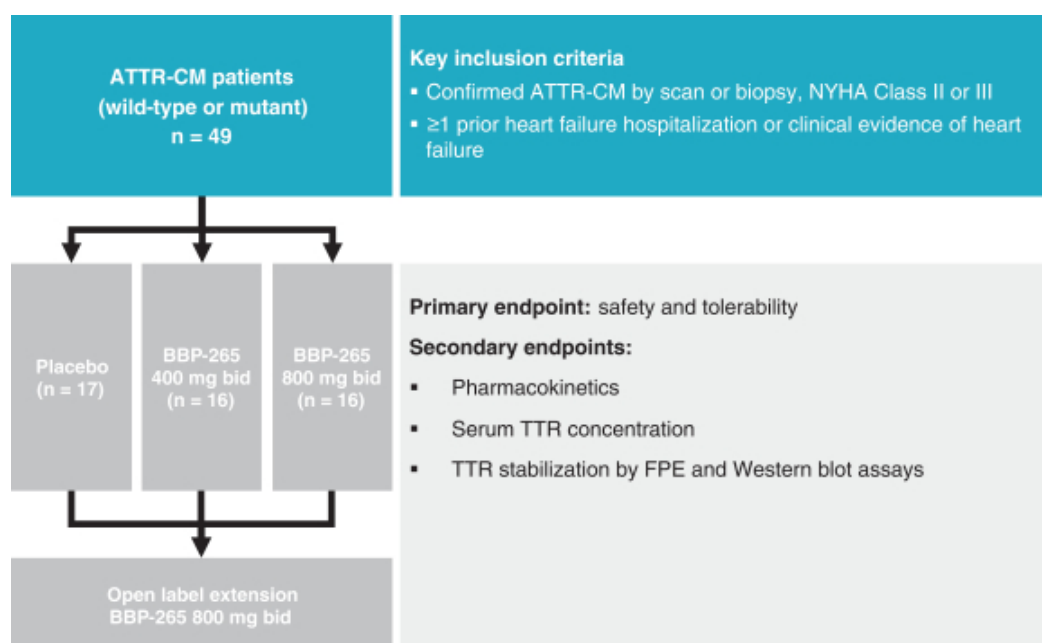 ATTR-CM patients
(wild-type or mutant)
n = 49
Key inclusion criteria
▪ Confirmed ATTR-CM by scan or biopsy, NYHA Class II or III
▪ ≥1 prior heart failure hospitalization or clinical evidence of heart
failure
Placebo
(n = 17)
BBP-265
400 mg bid
(n = 16)
BBP-265
800 mg bid
(n = 16)
Primary endpoint: safety and tolerability
Secondary endpoints:
▪ Pharmacokinetics
▪ Serum TTR concentration
▪ TTR stabilization by FPE and Western blot assays
Open label extension
BBP-265 800 mg bid